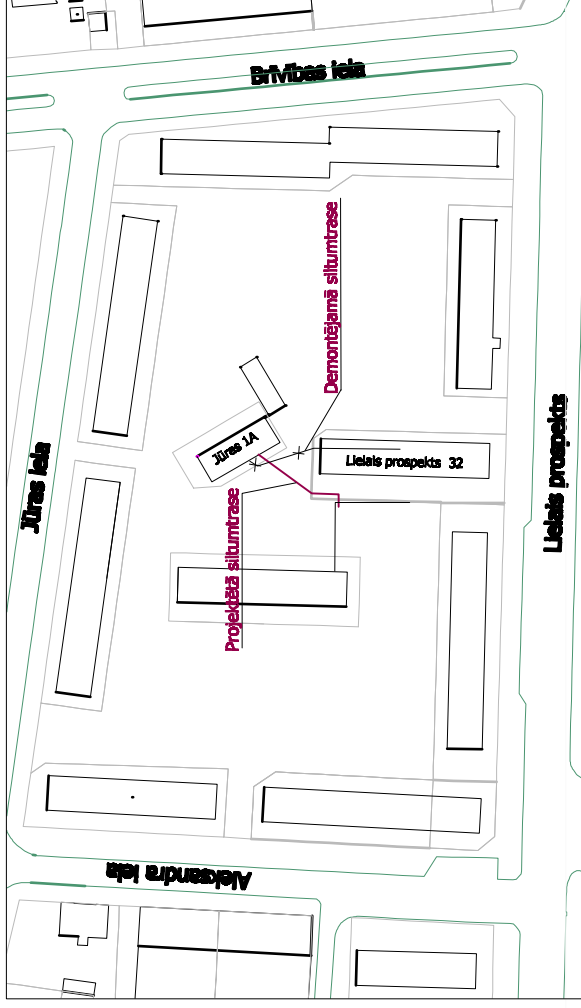 Brīvības iela
Demontējamā siltumtrase
Jūras iela
Jūras 1A
Lielais prospekts 32
Lielais prospekts
Projektētā siltumtrase
Aleksandra iela